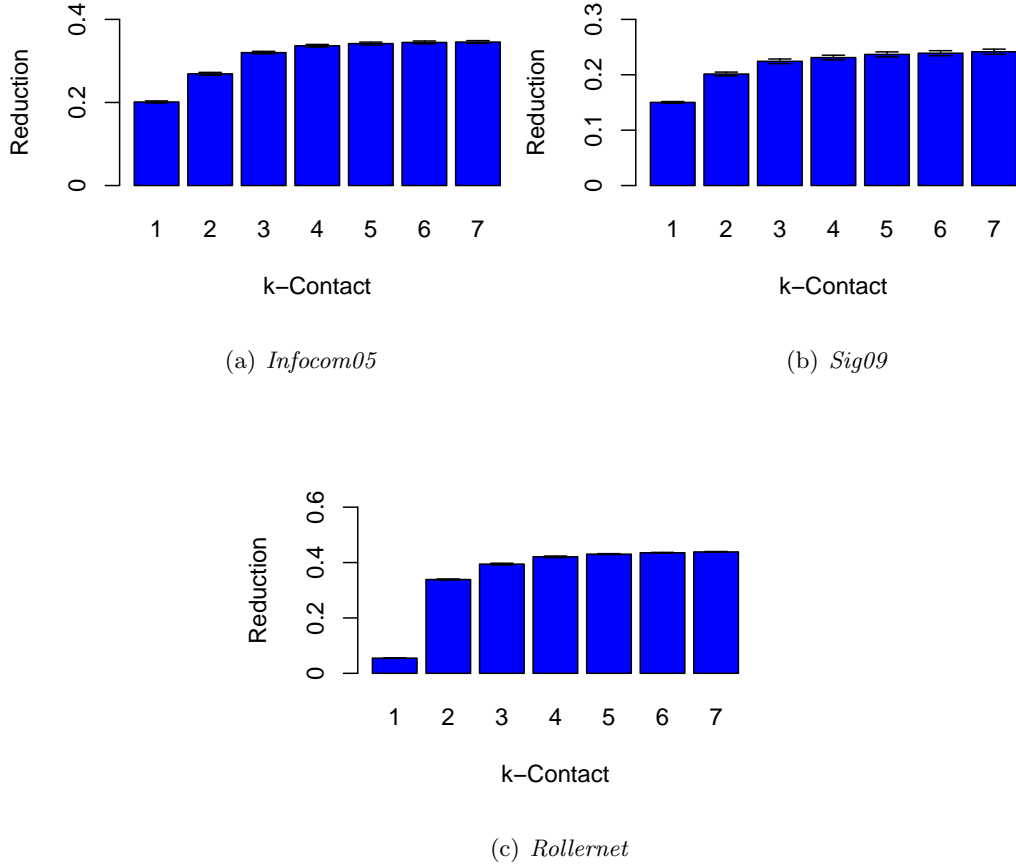 Reduction
0.4
0.2
0
1 2 3 4 5 6 7
k−Contact
(a) Infocom05
Reduction
0.3
0.2
0.1
0
1 2 3 4 5 6 7
k−Contact
(b) Sig09
Reduction
0.6
0.4
0.2
0
1 2 3 4 5 6 7
k−Contact
(c) Rollernet